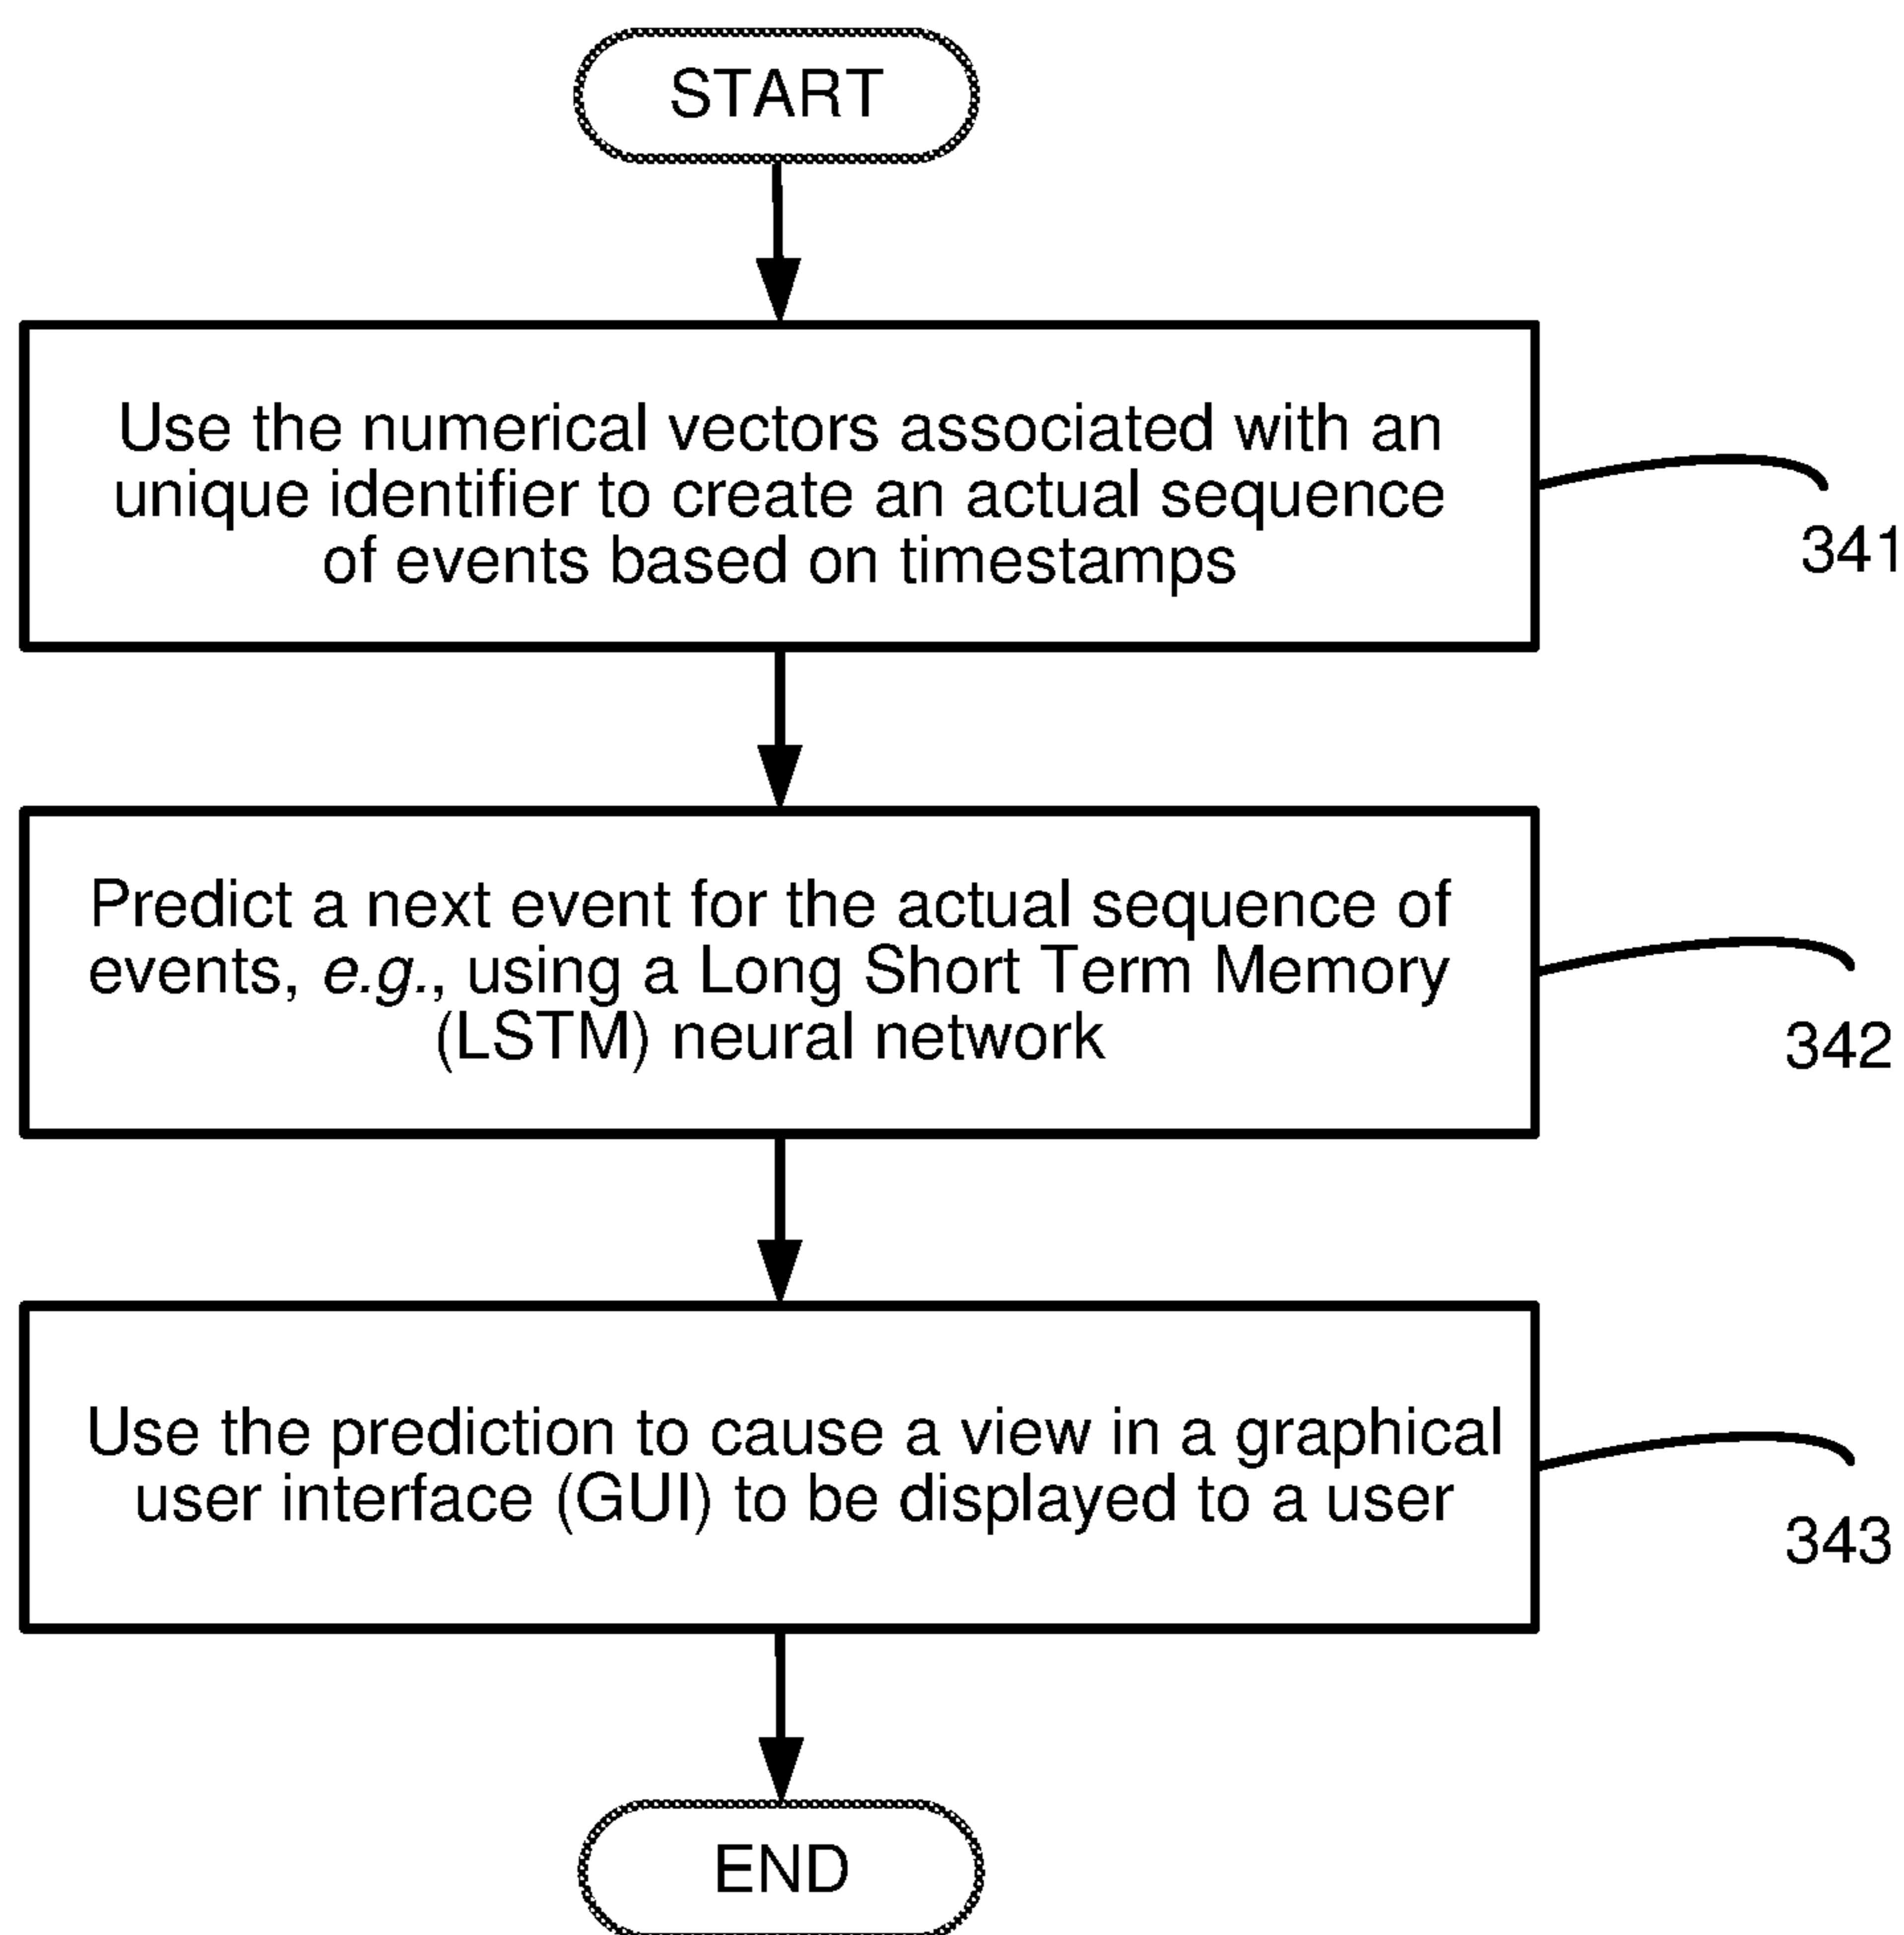 START
Use the numerical vectors associated with an
unique identifier to create an actual sequence
of events based on timestamps
341
Predict a next event for the actual sequence of
events, e.g., using a Long Short Term Memory
(LSTM) neural network
342
Use the prediction to cause a view in a graphical
user interface (GUI) to be displayed to a user
343
END